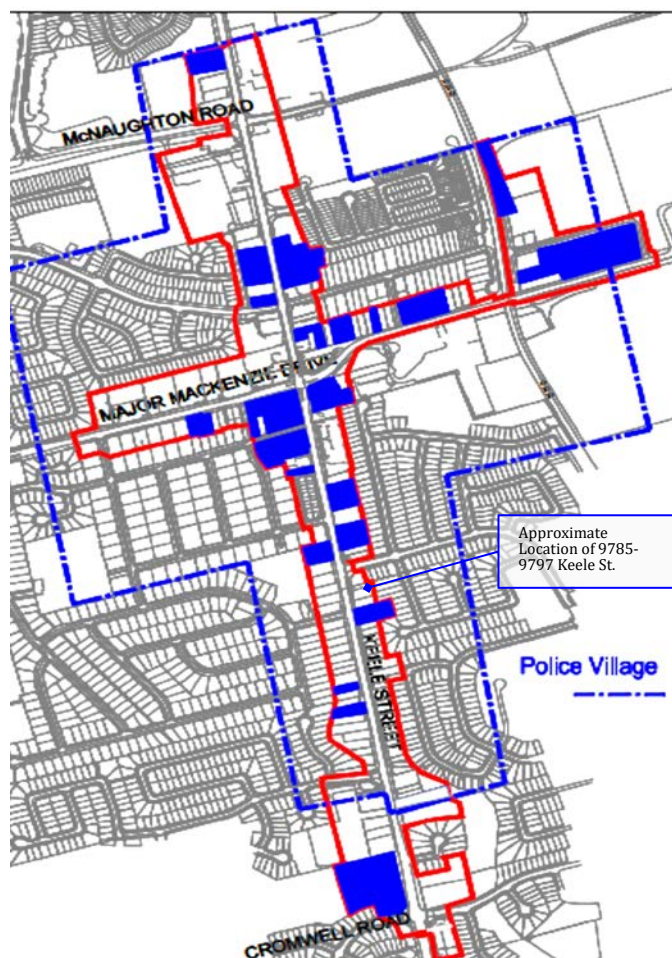 McNAUGHTON ROAD
MAJOR MACKENZIE DRIVE
Approximate
Location of 9785-
9797 Keele St.
Police Village
KEELE STREET
CROMWELL ROAD